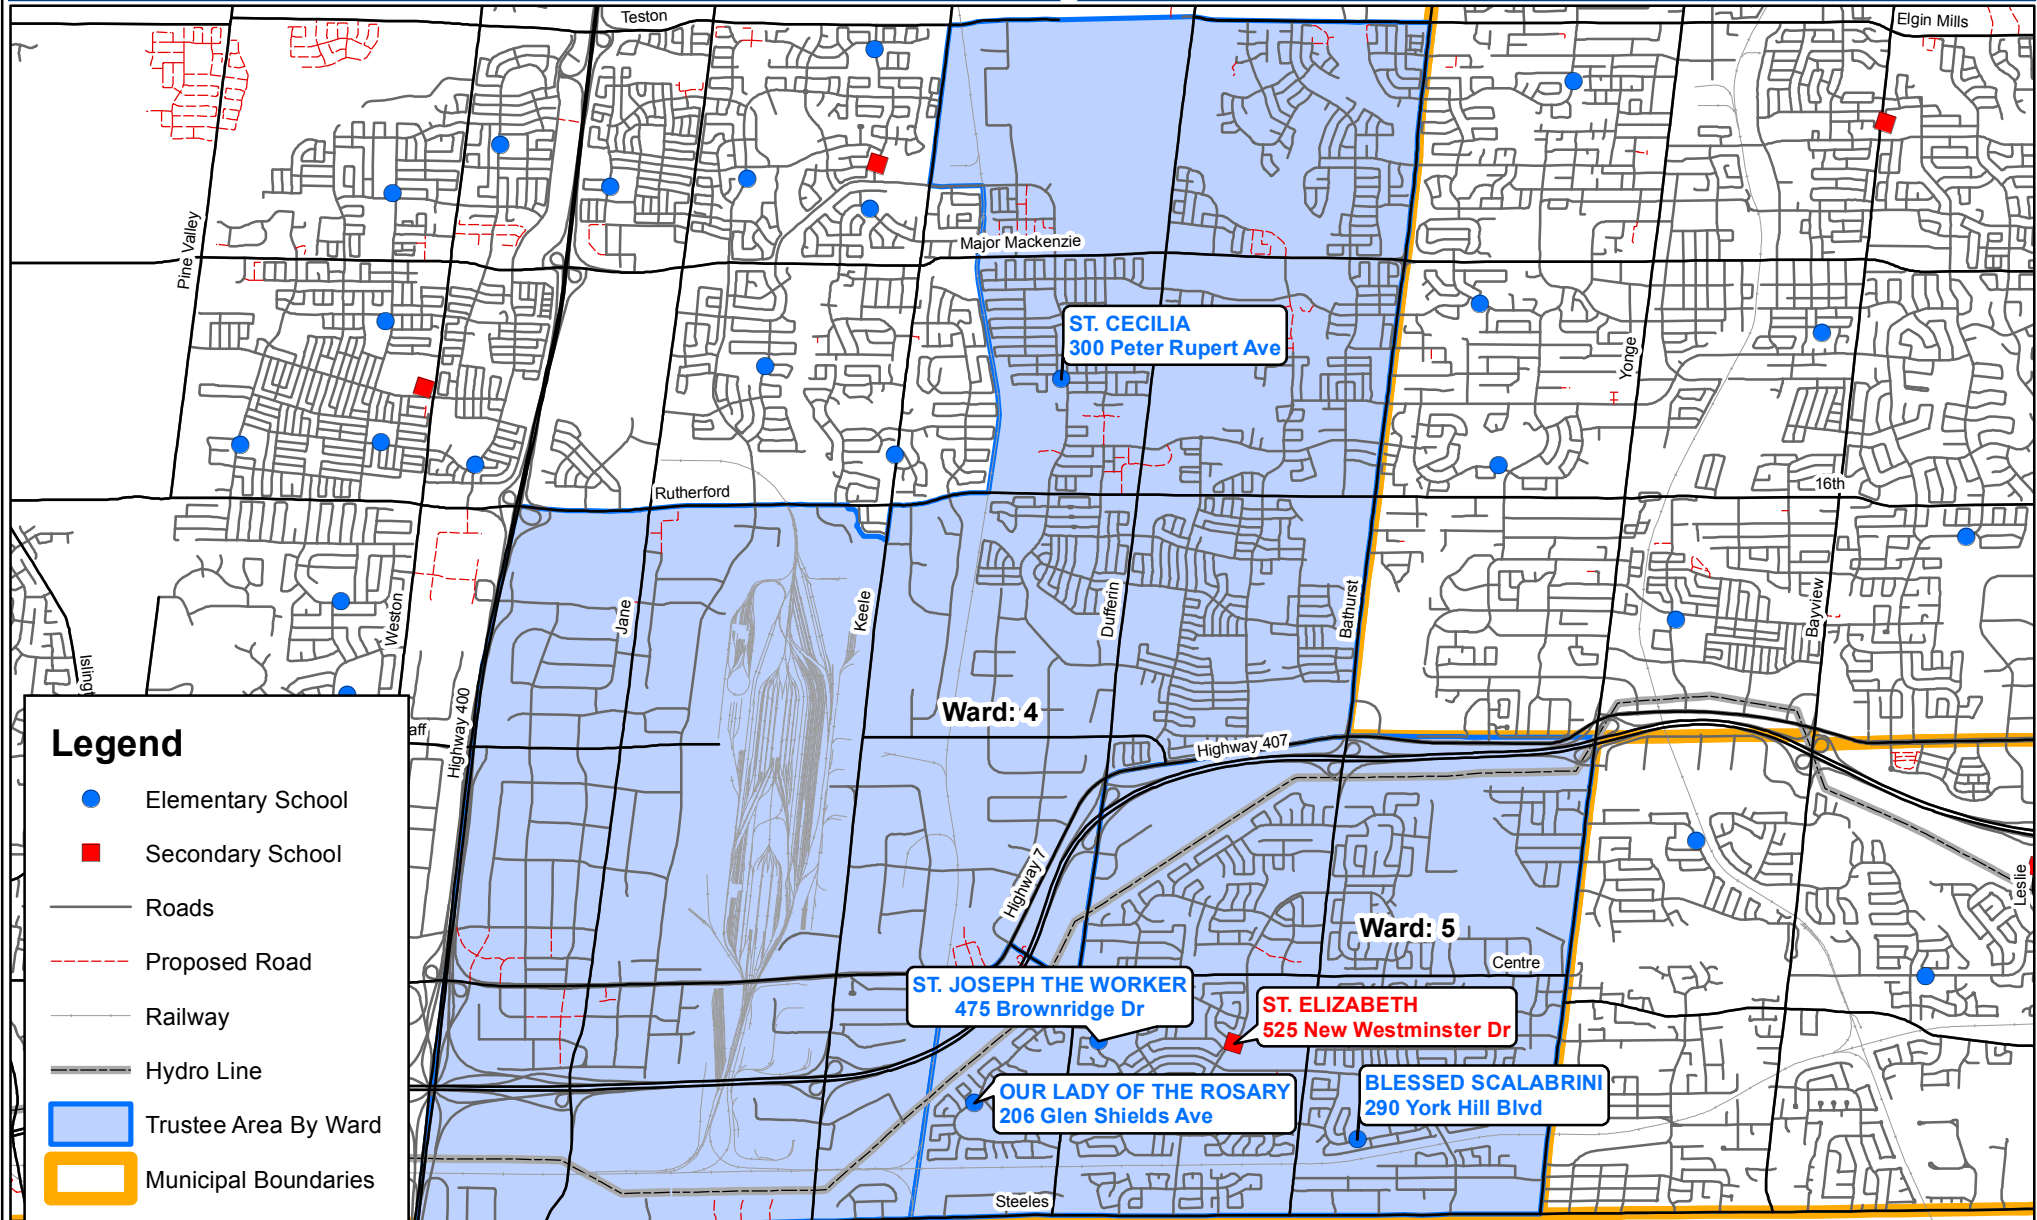 Teston
Elgin Mills
Pine Valley
Major Mackenzie
ST. CECILIA
300 Peter Rupert Ave
Yonge
Rutherford
16th
Weston
Jane
Keele
Dufferin
Bathurst
Bayview
Islingt
Ward: 4
Highway 400
aff
Highway 407
Highway 7
Leslie
Ward: 5
Centre
ST. JOSEPH THE WORKER
475 Brownridge Dr
ST. ELIZABETH
525 New Westminster Dr
OUR LADY OF THE ROSARY
206 Glen Shields Ave
BLESSED SCALABRINI
290 York Hill Blvd
Steeles
Legend
Elementary School
Secondary School
Roads
Proposed Road
Railway
Hydro Line
Trustee Area By Ward
Municipal Boundaries